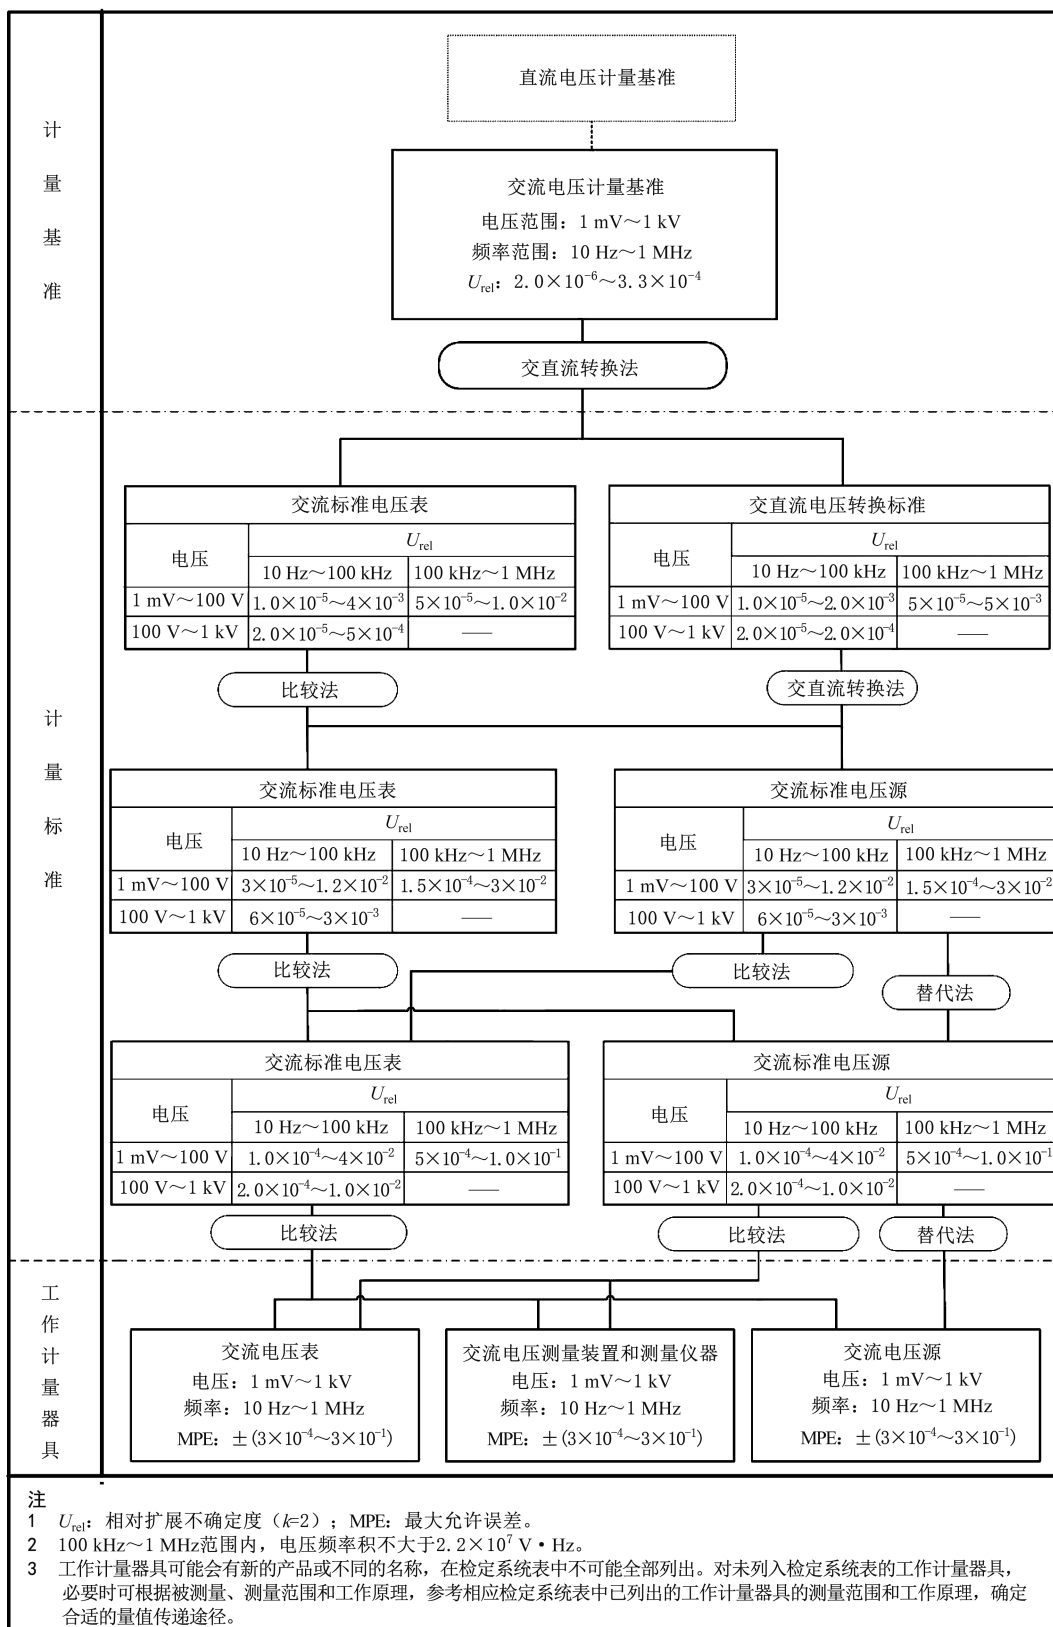 计量基准
直流电压计量基准
交流电压计量基准
电压范围：1 mV～1 kV
频率范围：10 Hz～1 MHz
Urel：2.0×10⁻⁶～3.3×10⁻⁴
交直流转换法
计量标准
交流标准电压表
电压 Urel
10 Hz～100 kHz 100 kHz～1 MHz
1 mV～100 V 1.0×10⁻⁵～4×10⁻³ 5×10⁻⁵～1.0×10⁻²
100 V～1 kV 2.0×10⁻⁵～5×10⁻⁴ —
比较法
交直流电压转换标准
电压 Urel
10 Hz～100 kHz 100 kHz～1 MHz
1 mV～100 V 1.0×10⁻⁵～2.0×10⁻³ 5×10⁻⁵～5×10⁻³
100 V～1 kV 2.0×10⁻⁵～2.0×10⁻⁴ —
交直流转换法
交流标准电压表
电压 Urel
10 Hz～100 kHz 100 kHz～1 MHz
1 mV～100 V 3×10⁻⁵～1.2×10⁻² 1.5×10⁻⁴～3×10⁻²
100 V～1 kV 6×10⁻⁵～3×10⁻³ —
比较法
交流标准电压源
电压 Urel
10 Hz～100 kHz 100 kHz～1 MHz
1 mV～100 V 3×10⁻⁵～1.2×10⁻² 1.5×10⁻⁴～3×10⁻²
100 V～1 kV 6×10⁻⁵～3×10⁻³ —
比较法
替代法
交流标准电压表
电压 Urel
10 Hz～100 kHz 100 kHz～1 MHz
1 mV～100 V 1.0×10⁻⁴～4×10⁻² 5×10⁻⁴～1.0×10⁻¹
100 V～1 kV 2.0×10⁻⁴～1.0×10⁻² —
比较法
交流标准电压源
电压 Urel
10 Hz～100 kHz 100 kHz～1 MHz
1 mV～100 V 1.0×10⁻⁴～4×10⁻² 5×10⁻⁴～1.0×10⁻¹
100 V～1 kV 2.0×10⁻⁴～1.0×10⁻² —
比较法
替代法
工作计量器具
交流电压表
电压：1 mV～1 kV
频率：10 Hz～1 MHz
MPE：±(3×10⁻⁴～3×10⁻¹)
交流电压测量装置和测量仪器
电压：1 mV～1 kV
频率：10 Hz～1 MHz
MPE：±(3×10⁻⁴～3×10⁻¹)
交流电压源
电压：1 mV～1 kV
频率：10 Hz～1 MHz
MPE：±(3×10⁻⁴～3×10⁻¹)
注
1 Urel：相对扩展不确定度（k=2）；MPE：最大允许误差。
2 100 kHz～1 MHz范围内，电压频率积不大于2.2×10⁷ V·Hz。
3 工作计量器具可能会有新的产品或不同的名称，在检定系统表中不可能全部列出。对未列入检定系统表的工作计量器具，
必要时可根据被测量、测量范围和工作原理，参考相应检定系统表中已列出的工作计量器具的测量范围和工作原理，确定
合适的量值传递途径。